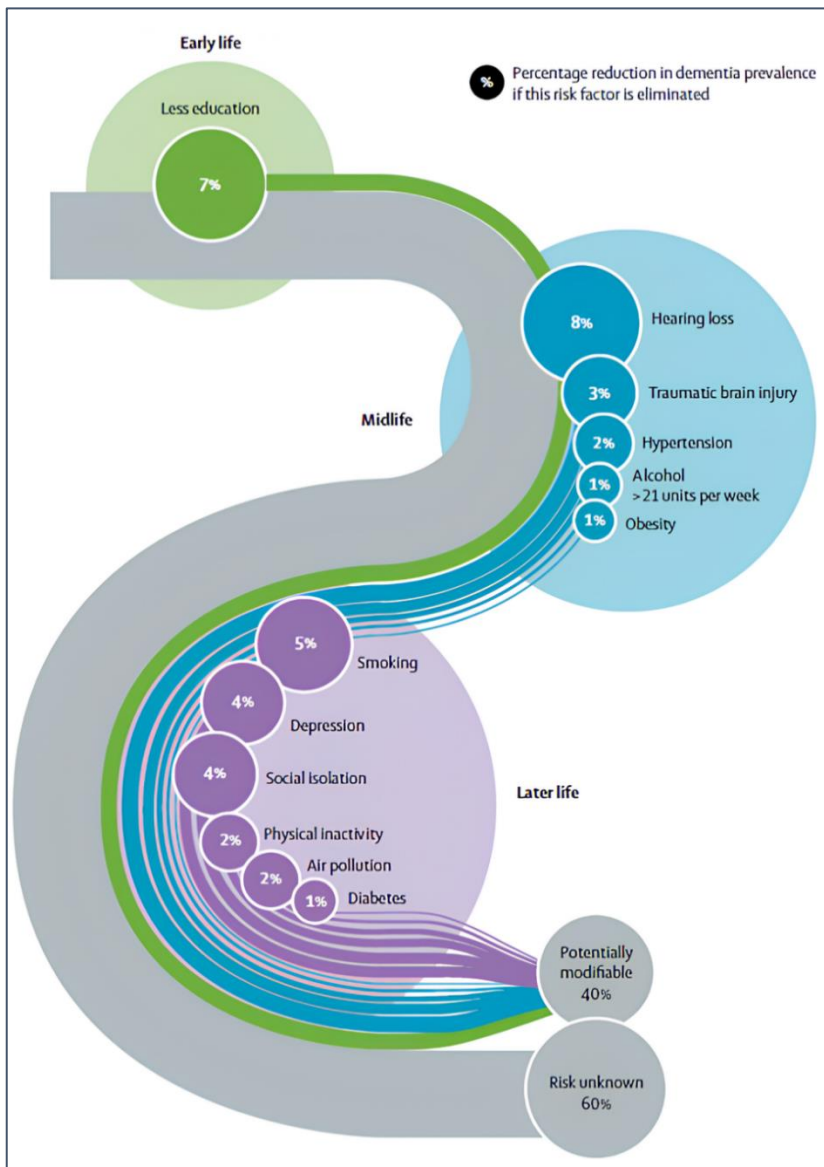 Early life
% Percentage reduction in dementia prevalence
if this risk factor is eliminated
Less education
7%
8% Hearing loss
3% Traumatic brain injury
Midlife
2% Hypertension
1% Alcohol
>21 units per week
1% Obesity
5% Smoking
4% Depression
4% Social isolation
Later life
2% Physical inactivity
2% Air pollution
1% Diabetes
Potentially
modifiable
40%
Risk unknown
60%